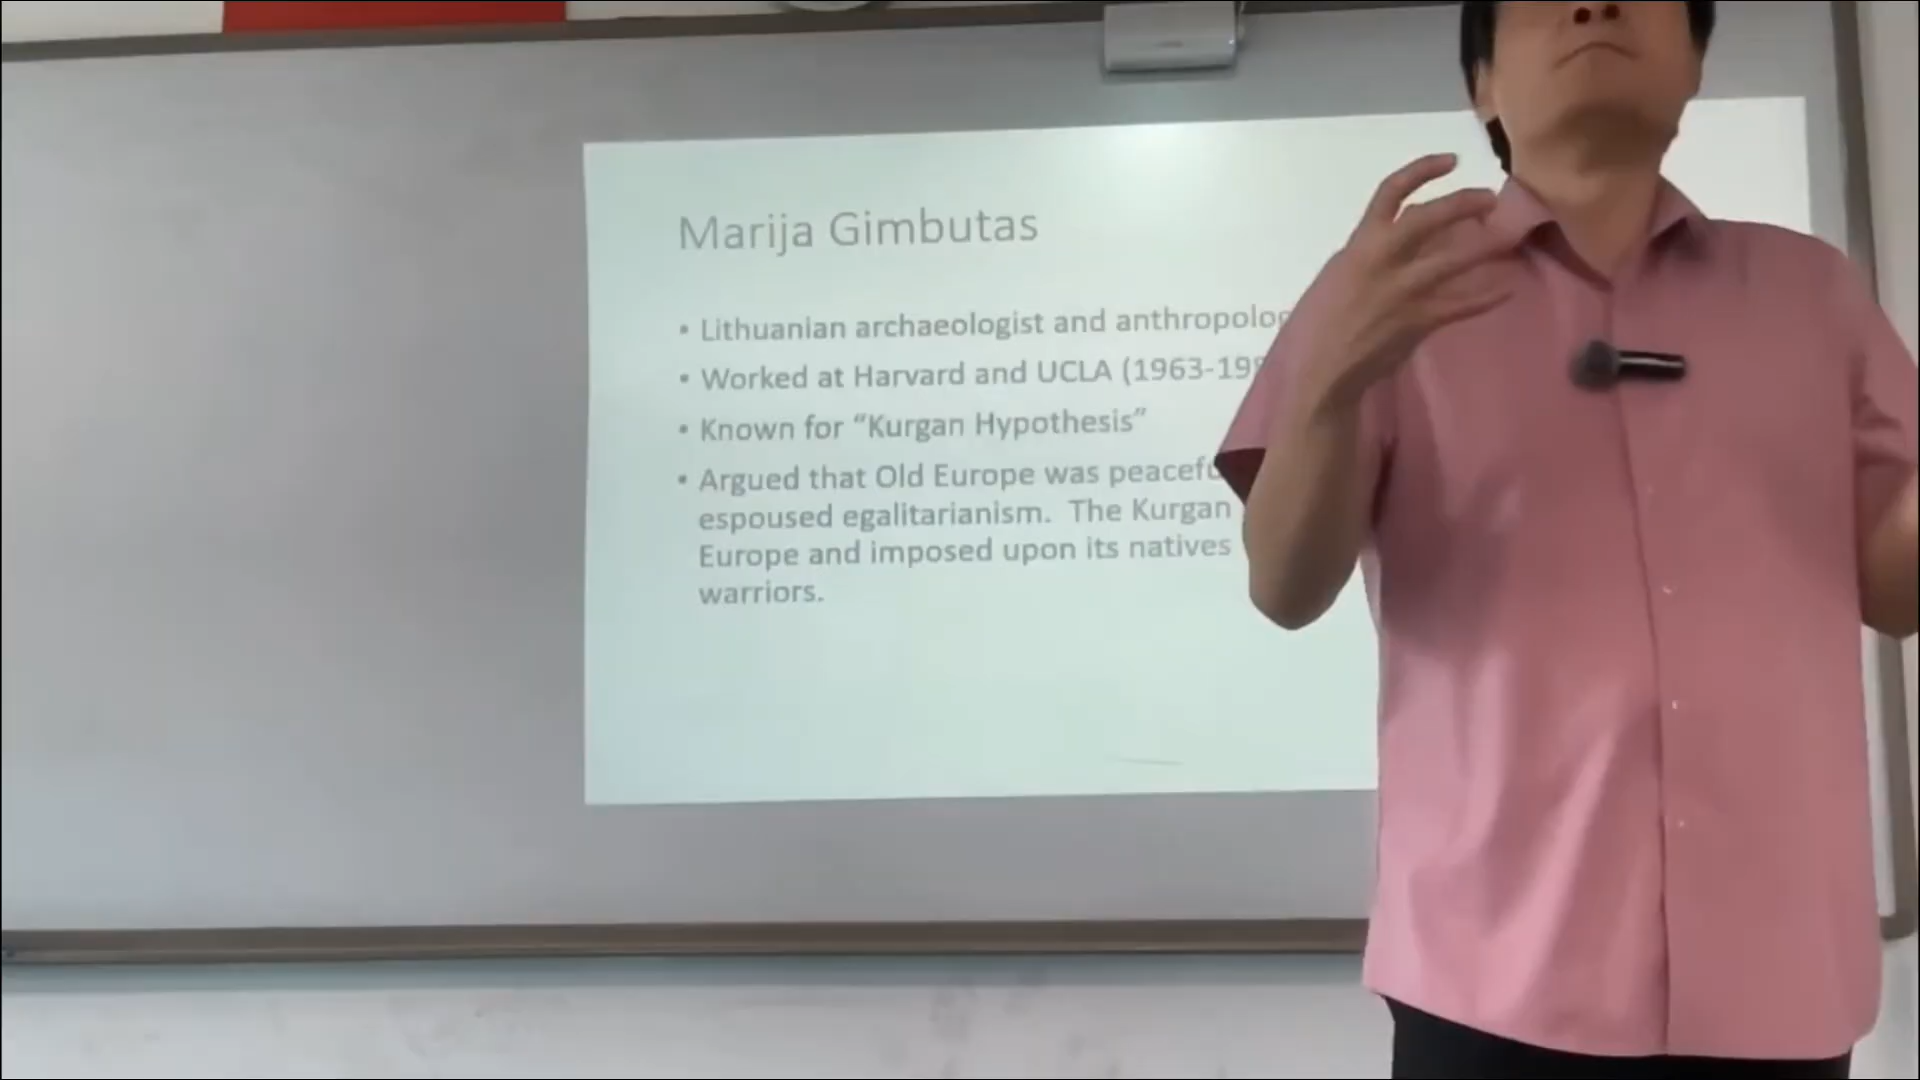 Marija Gimbutas
• Lithuanian archaeologist and
• Worked at Harvard and UCLA
• Known for “Kurgan Hypothesis”
• Argued that Old Europe was
espoused egalitarianism. The Kurgan
Europe and imposed upon its natives
warriors.